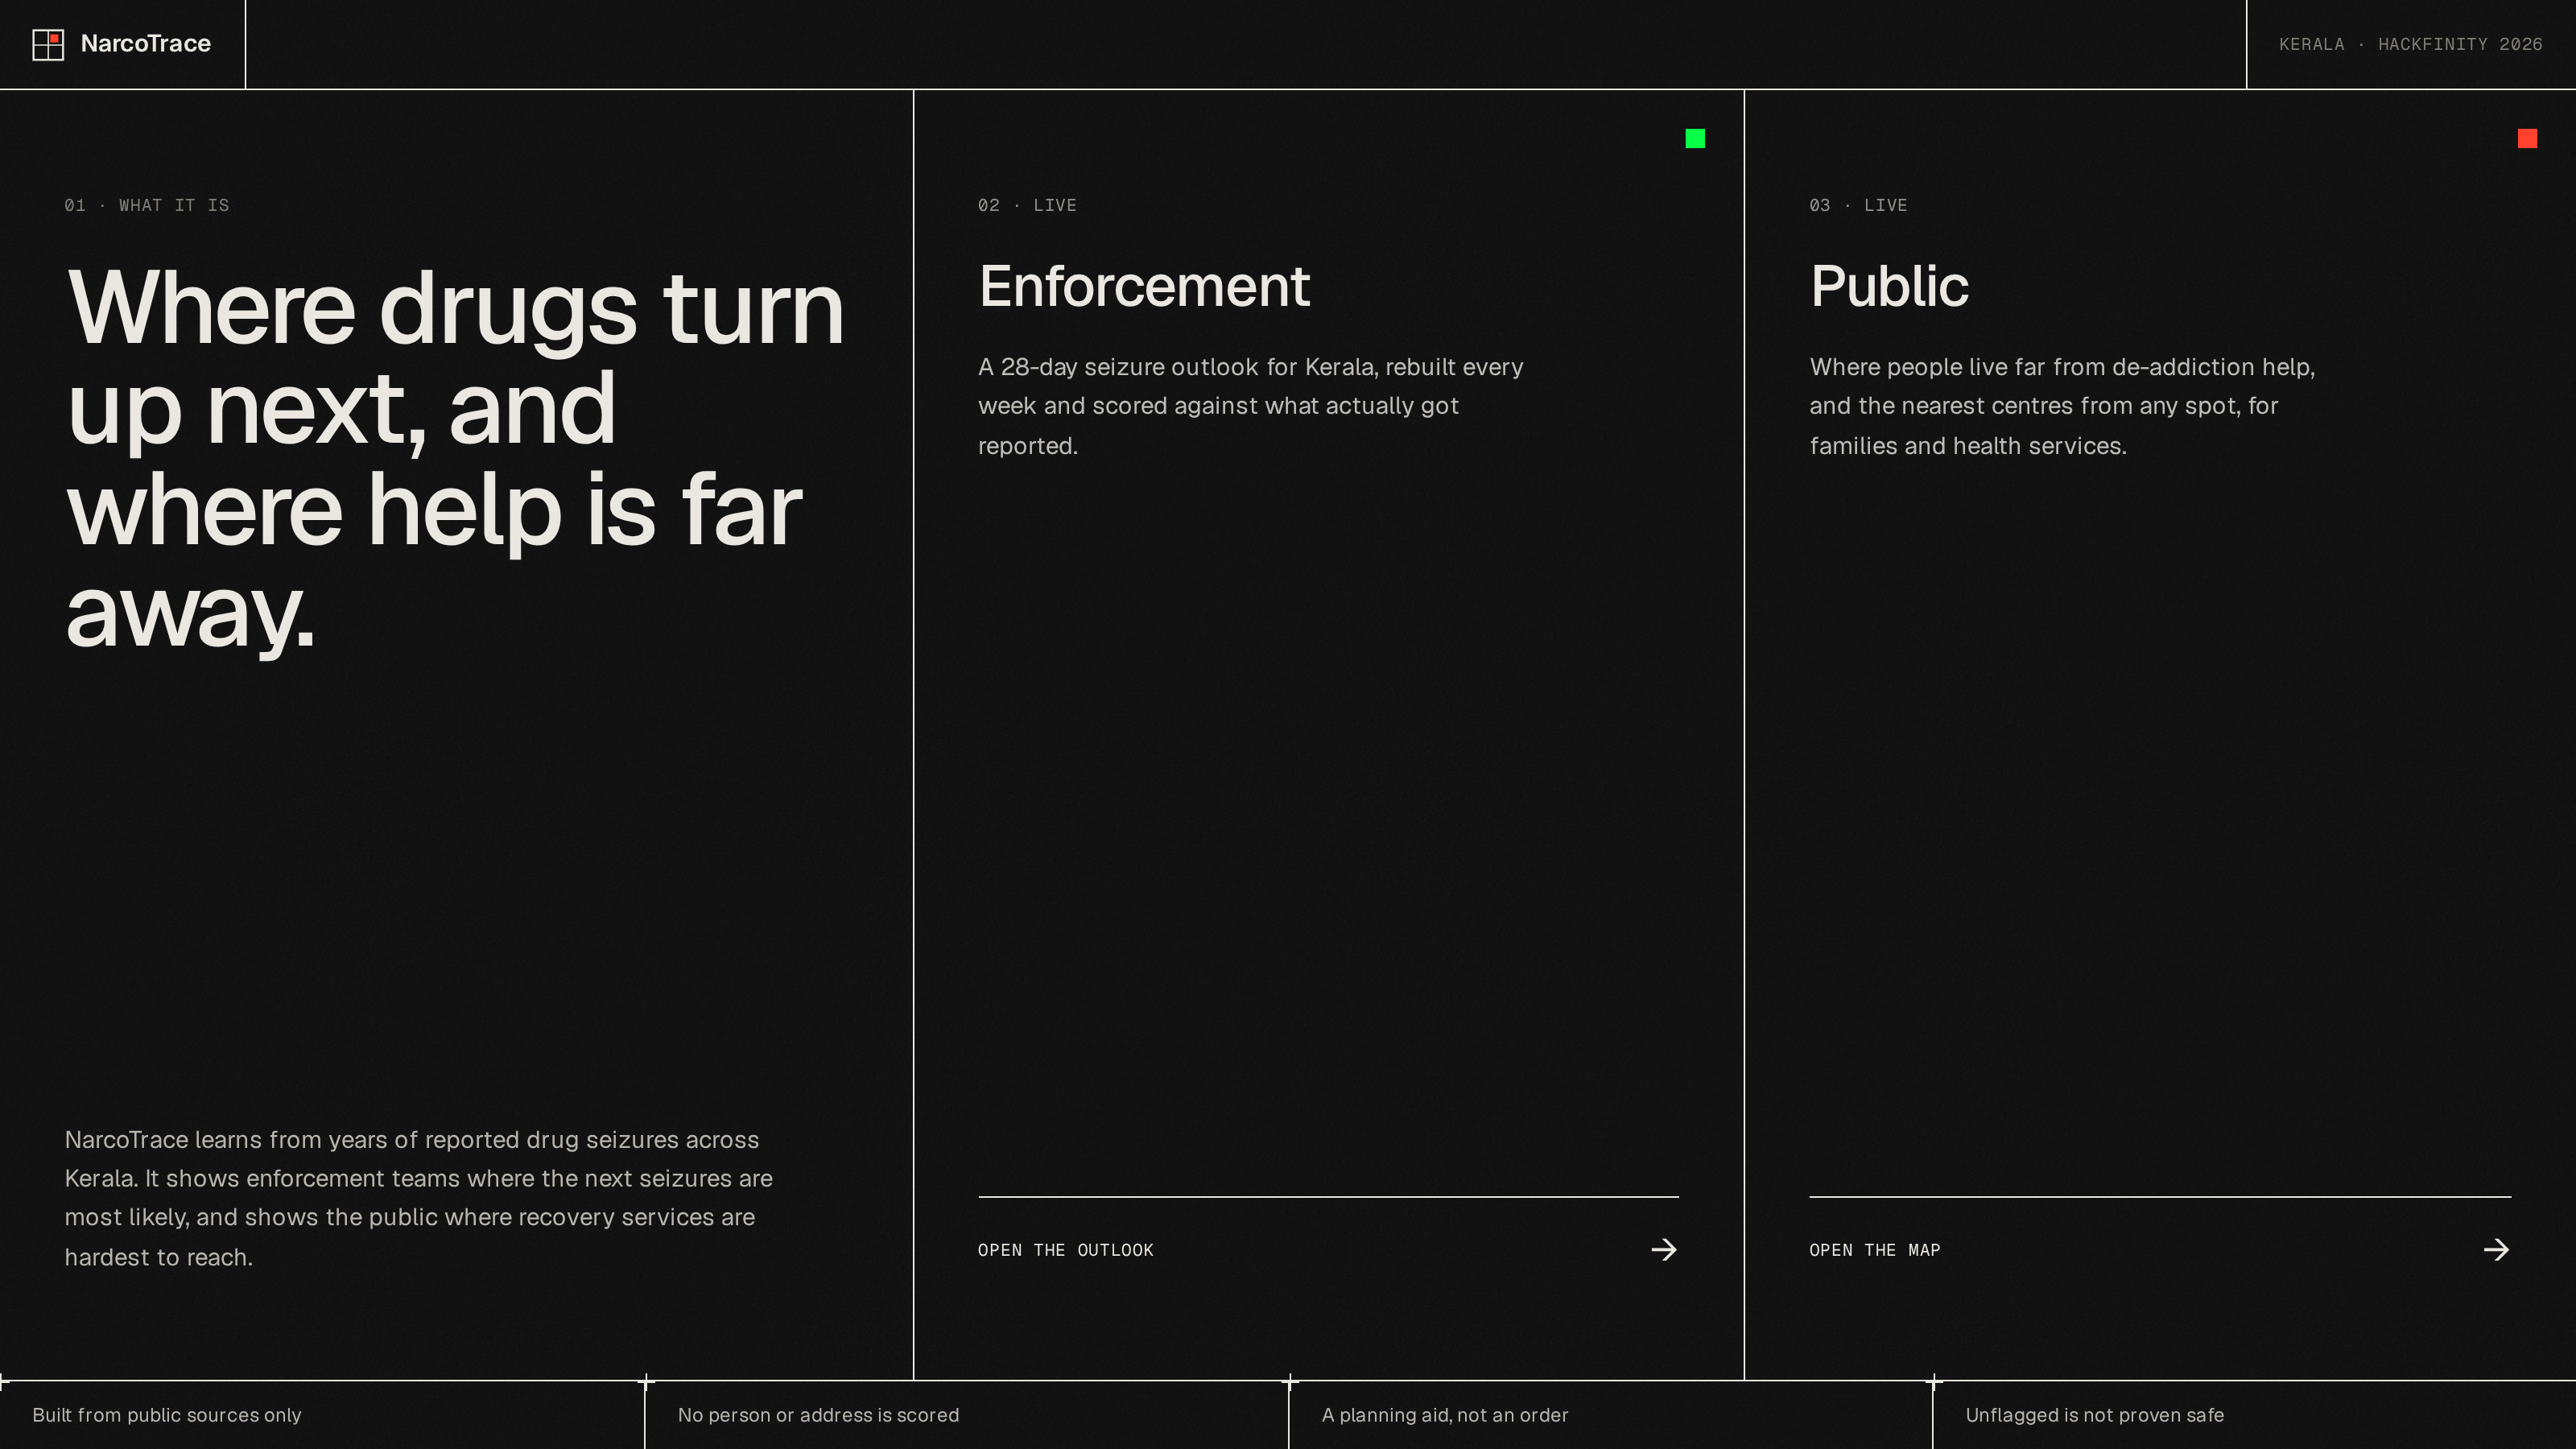 NarcoTrace
KERALA · HACKFINITY 2026
01 · WHAT IT IS
Where drugs turn
up next, and
where help is far
away.
NarcoTrace learns from years of reported drug seizures across
Kerala. It shows enforcement teams where the next seizures are
most likely, and shows the public where recovery services are
hardest to reach.
02 · LIVE
Enforcement
A 28-day seizure outlook for Kerala, rebuilt every
week and scored against what actually got
reported.
OPEN THE OUTLOOK →
03 · LIVE
Public
Where people live far from de-addiction help,
and the nearest centres from any spot, for
families and health services.
OPEN THE MAP →
Built from public sources only
No person or address is scored
A planning aid, not an order
Unflagged is not proven safe